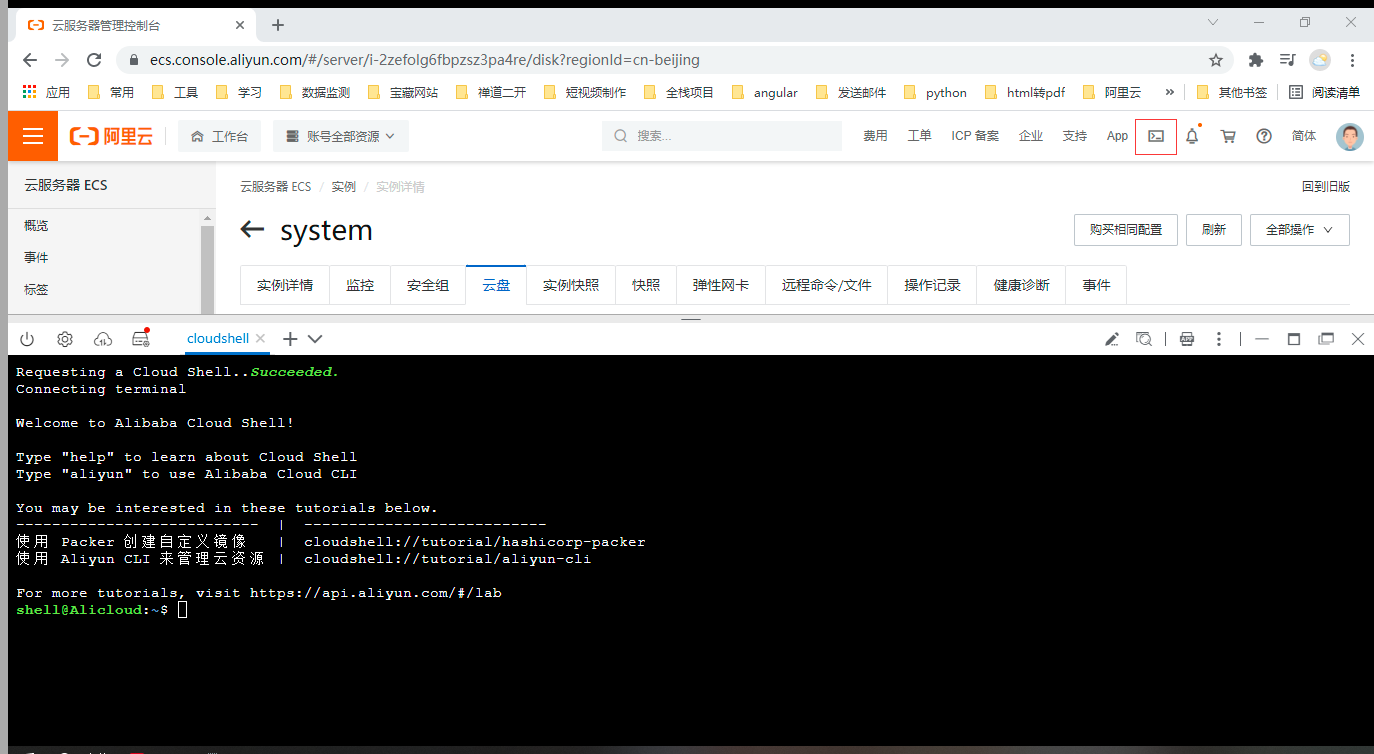 云服务器管理控制台
ecs.console.aliyun.com/#/server/i-2zefolg6fbpzsz3pa4re/disk?regionId=cn-beijing
应用 常用 工具 学习 数据监测 宝藏网站 禅道二开 短视频制作 全栈项目 angular 发送邮件 python html转pdf 阿里云 » 其他书签 阅读清单
阿里云 工作台 账号全部资源 搜索... 费用 工单 ICP 备案 企业 支持 App 简体
云服务器 ECS
概览
事件
标签
云服务器 ECS / 实例 / 实例详情 回到旧版
system 购买相同配置 刷新 全部操作
实例详情 监控 安全组 云盘 实例快照 快照 弹性网卡 远程命令/文件 操作记录 健康诊断 事件
cloudshell APP
Requesting a Cloud Shell..Succeeded.
Connecting terminal
Welcome to Alibaba Cloud Shell!
Type "help" to learn about Cloud Shell
Type "aliyun" to use Alibaba Cloud CLI
You may be interested in these tutorials below.
--------------------------- | ---------------------------
使用 Packer 创建自定义镜像 | cloudshell://tutorial/hashicorp-packer
使用 Aliyun CLI 来管理云资源 | cloudshell://tutorial/aliyun-cli
For more tutorials, visit https://api.aliyun.com/#/lab
shell@Alicloud:~$